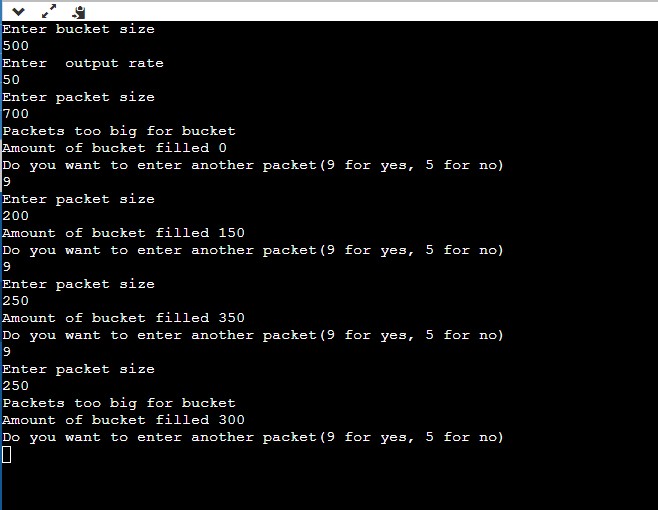 Enter bucket size
500
Enter  output rate
50
Enter packet size
700
Packets too big for bucket
Amount of bucket filled 0
Do you want to enter another packet(9 for yes, 5 for no)
9
Enter packet size
200
Amount of bucket filled 150
Do you want to enter another packet(9 for yes, 5 for no)
9
Enter packet size
250
Amount of bucket filled 350
Do you want to enter another packet(9 for yes, 5 for no)
9
Enter packet size
250
Packets too big for bucket
Amount of bucket filled 300
Do you want to enter another packet(9 for yes, 5 for no)